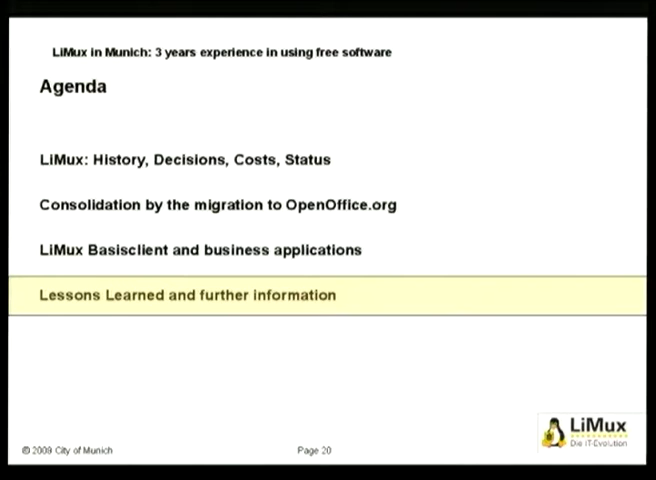 LiMux in Munich: 3 years experience in using free software
Agenda
LiMux: History, Decisions, Costs, Status
Consolidation by the migration to OpenOffice.org
LiMux Basisclient and business applications
Lessons Learned and further information
LiMux
Die IT-Evolution
© 2009 City of Munich
Page 20